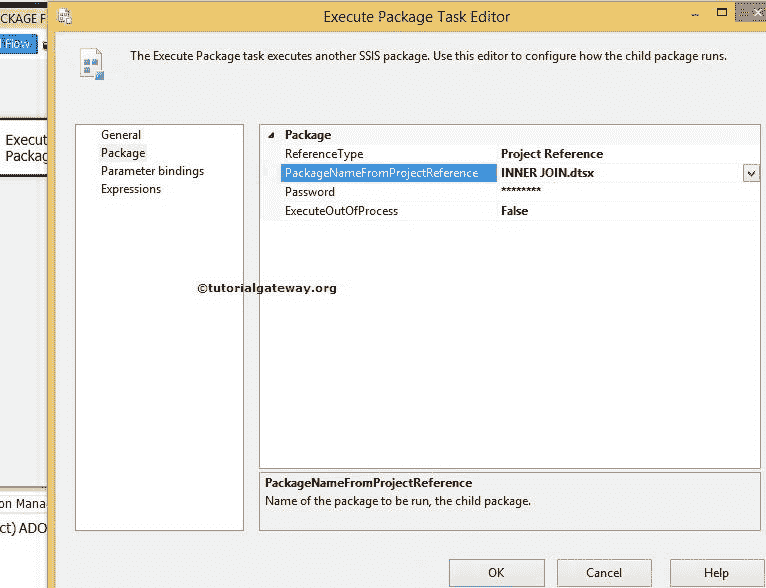 Execute Package Task Editor
CKAGE F
Flow
The Execute Package task executes another SSIS package. Use this editor to configure how the child package runs.
General
Package
Parameter bindings
Expressions
Package
ReferenceType Project Reference
PackageNameFromProjectReference INNER JOIN.dtsx
Password ********
ExecuteOutOfProcess False
Execut
Packag
©tutorialgateway.org
PackageNameFromProjectReference
Name of the package to be run, the child package.
on Mana
ct) ADO
OK Cancel Help